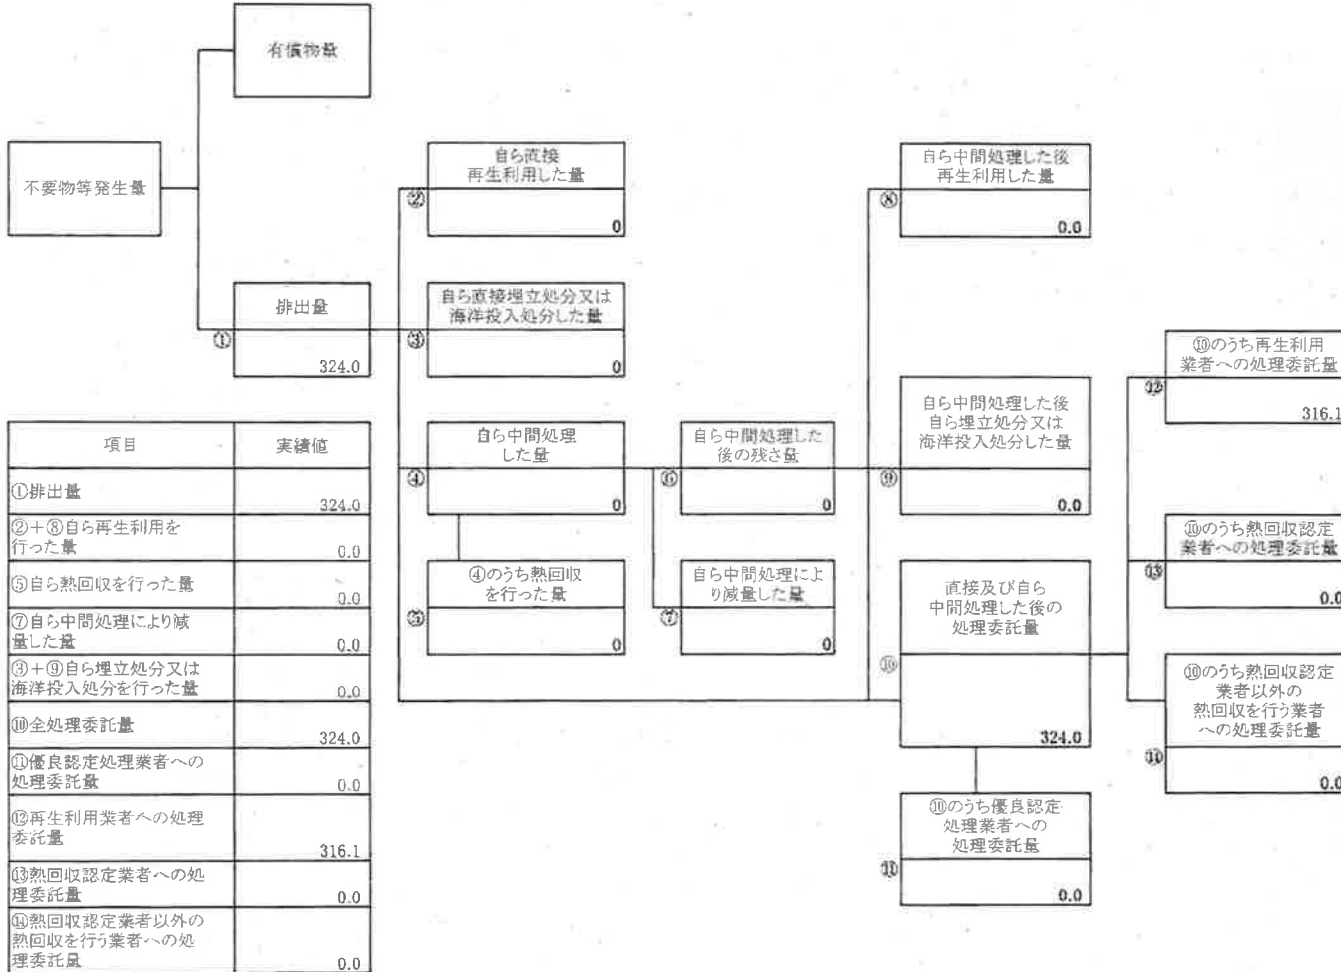 有償物量
不要物等発生量
排出量
①
324.0
自ら直接
再生利用した量
②
0
自ら直接埋立処分又は
海洋投入処分した量
③
0
自ら中間処理
した量
④
0
④のうち熱回収
を行った量
⑤
0
自ら中間処理した
後の残さ量
⑥
0
自ら中間処理によ
り減量した量
⑦
0
自ら中間処理した後
再生利用した量
⑧
0.0
自ら中間処理した後
自ら埋立処分又は
海洋投入処分した量
⑨
0.0
直接及び自ら
中間処理した後の
処理委託量
⑩
324.0
⑩のうち優良認定
処理業者への
処理委託量
⑪
0.0
⑩のうち再生利用
業者への処理委託量
⑫
316.1
⑩のうち熱回収認定
業者への処理委託量
⑬
0.0
⑩のうち熱回収認定
業者以外の
熱回収を行う業者
への処理委託量
⑭
0.0
項目 実績値
①排出量
324.0
②+⑧自ら再生利用を
行った量 0.0
⑤自ら熱回収を行った量
0.0
⑦自ら中間処理により減
量した量 0.0
③+⑨自ら埋立処分又は
海洋投入処分を行った量 0.0
⑩全処理委託量
324.0
⑪優良認定処理業者への
処理委託量 0.0
⑫再生利用業者への処理
委託量
316.1
⑬熱回収認定業者への処
理委託量 0.0
⑭熱回収認定業者以外の
熱回収を行う業者への処
理委託量 0.0